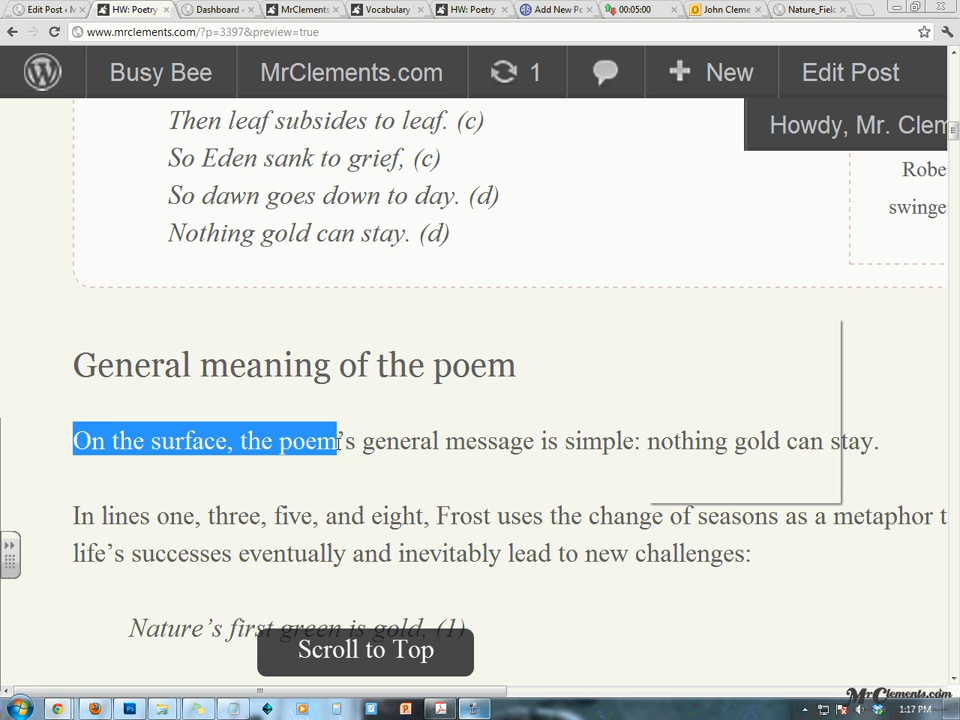 Edit Post ‹
HW: Poetry
Dashboard ‹
MrClements
Vocabulary
HW: Poetry
Add New Po
00:05:00
John Cleme
Nature_Fiel
www.mrclements.com/?p=3397&preview=true
Busy Bee
MrClements.com
1
New
Edit Post
Howdy, Mr. Clem
Then leaf subsides to leaf. (c)
So Eden sank to grief, (c)
So dawn goes down to day. (d)
Nothing gold can stay. (d)
Robe
swinge
General meaning of the poem
On the surface, the poem’s general message is simple: nothing gold can stay.
In lines one, three, five, and eight, Frost uses the change of seasons as a metaphor t
life’s successes eventually and inevitably lead to new challenges:
Nature’s first green is gold, (1)
Scroll to Top
MrClements.com
1:17 PM